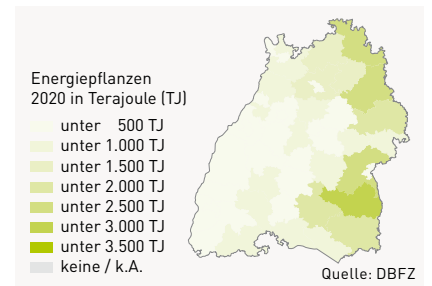 Energiepflanzen
2020 in Terajoule (TJ)
unter 500 TJ
unter 1.000 TJ
unter 1.500 TJ
unter 2.000 TJ
unter 2.500 TJ
unter 3.000 TJ
unter 3.500 TJ
keine / k.A.
Quelle: DBFZ